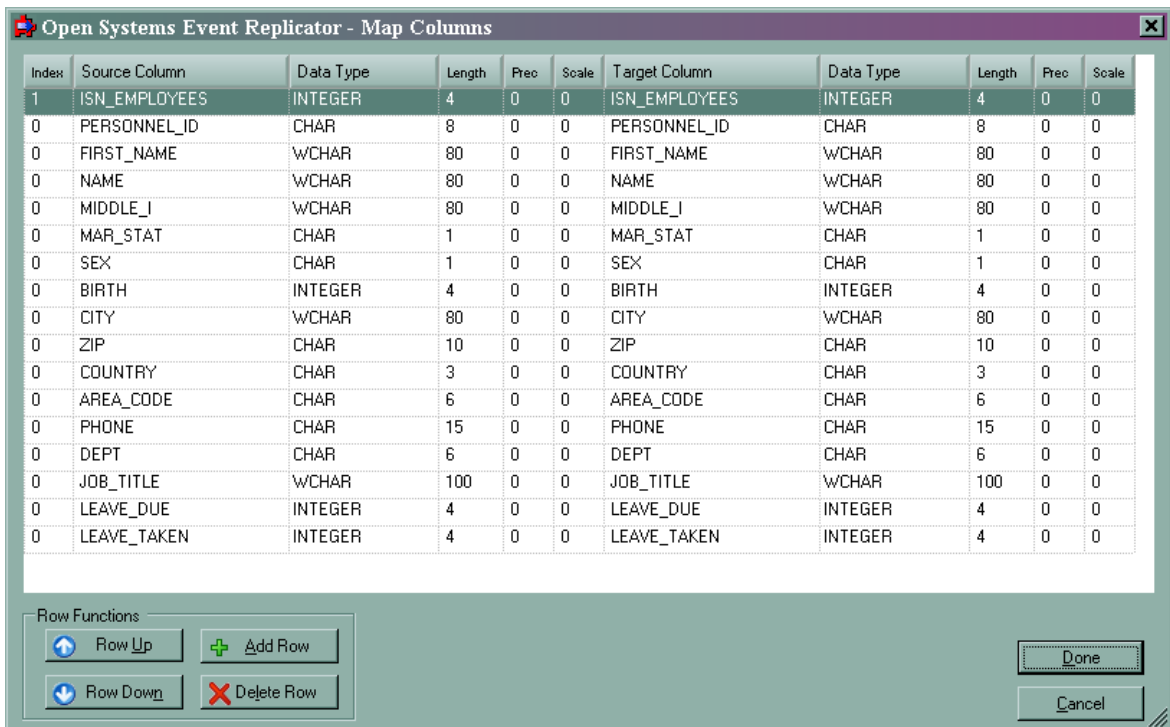 Open Systems Event Replicator - Map Columns
Index Source Column Data Type Length Prec Scale Target Column Data Type Length Prec Scale
1 ISN_EMPLOYEES INTEGER 4 0 0 ISN_EMPLOYEES INTEGER 4 0 0
0 PERSONNEL_ID CHAR 8 0 0 PERSONNEL_ID CHAR 8 0 0
0 FIRST_NAME WCHAR 80 0 0 FIRST_NAME WCHAR 80 0 0
0 NAME WCHAR 80 0 0 NAME WCHAR 80 0 0
0 MIDDLE_I WCHAR 80 0 0 MIDDLE_I WCHAR 80 0 0
0 MAR_STAT CHAR 1 0 0 MAR_STAT CHAR 1 0 0
0 SEX CHAR 1 0 0 SEX CHAR 1 0 0
0 BIRTH INTEGER 4 0 0 BIRTH INTEGER 4 0 0
0 CITY WCHAR 80 0 0 CITY WCHAR 80 0 0
0 ZIP CHAR 10 0 0 ZIP CHAR 10 0 0
0 COUNTRY CHAR 3 0 0 COUNTRY CHAR 3 0 0
0 AREA_CODE CHAR 6 0 0 AREA_CODE CHAR 6 0 0
0 PHONE CHAR 15 0 0 PHONE CHAR 15 0 0
0 DEPT CHAR 6 0 0 DEPT CHAR 6 0 0
0 JOB_TITLE WCHAR 100 0 0 JOB_TITLE WCHAR 100 0 0
0 LEAVE_DUE INTEGER 4 0 0 LEAVE_DUE INTEGER 4 0 0
0 LEAVE_TAKEN INTEGER 4 0 0 LEAVE_TAKEN INTEGER 4 0 0
Row Functions
Row Up Add Row
Row Down Delete Row
Done
Cancel